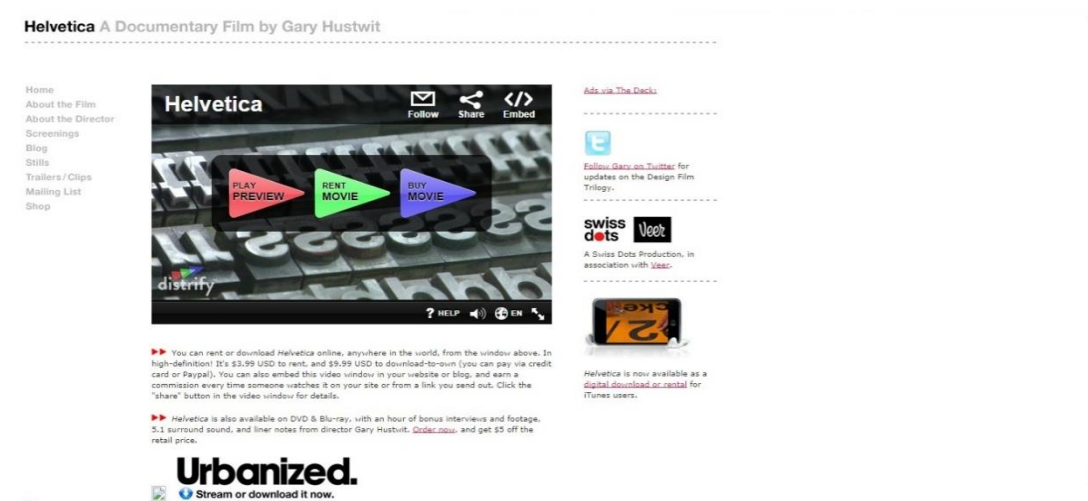 Helvetica A Documentary Film by Gary Hustwit
Home
About the Film
About the Director
Screenings
Blog
Stills
Trailers/Clips
Mailing List
Shop
Helvetica
Follow
Share
Embed
PLAY
PREVIEW
RENT
MOVIE
BUY
MOVIE
distrify
? HELP
EN
You can rent or download Helvetica online, anywhere in the world, from the window above. In
high-definition! It's $3.99 USD to rent, and $9.99 USD to download-to-own (you can pay via credit
card or Paypal). You can also embed this video window in your website or blog, and earn a
commission every time someone watches it on your site or from a link you send out. Click the
"share" button in the video window for details.
Helvetica is also available on DVD & Blu-ray, with an hour of bonus interviews and footage,
5.1 surround sound, and liner notes from director Gary Hustwit. Order now, and get $5 off the
retail price.
Urbanized.
Stream or download it now.
Ads via The Deck:
Follow Gary on Twitter for
updates on the Design Film
Trilogy.
swiss
dots
Veer
A Swiss Dots Production, in
association with Veer.
Helvetica is now available as a
digital download or rental for
iTunes users.